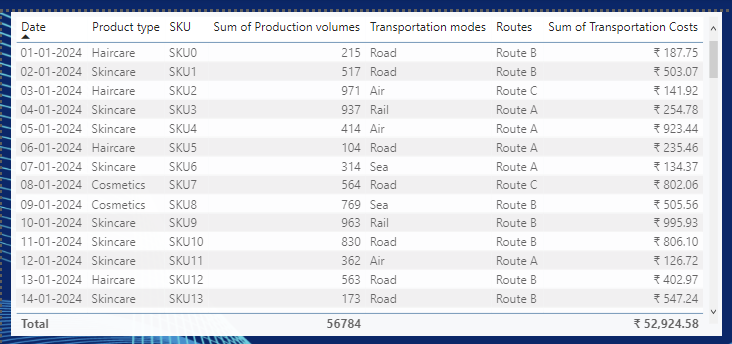 Date Product type SKU Sum of Production volumes Transportation modes Routes Sum of Transportation Costs
01-01-2024 Haircare SKU0 215 Road Route B ₹ 187.75
02-01-2024 Skincare SKU1 517 Road Route B ₹ 503.07
03-01-2024 Haircare SKU2 971 Air Route C ₹ 141.92
04-01-2024 Skincare SKU3 937 Rail Route A ₹ 254.78
05-01-2024 Skincare SKU4 414 Air Route A ₹ 923.44
06-01-2024 Haircare SKU5 104 Road Route A ₹ 235.46
07-01-2024 Skincare SKU6 314 Sea Route A ₹ 134.37
08-01-2024 Cosmetics SKU7 564 Road Route C ₹ 802.06
09-01-2024 Cosmetics SKU8 769 Sea Route B ₹ 505.56
10-01-2024 Skincare SKU9 963 Rail Route B ₹ 995.93
11-01-2024 Skincare SKU10 830 Road Route B ₹ 806.10
12-01-2024 Skincare SKU11 362 Air Route A ₹ 126.72
13-01-2024 Haircare SKU12 563 Road Route B ₹ 402.97
14-01-2024 Skincare SKU13 173 Road Route B ₹ 547.24
Total 56784 ₹ 52,924.58